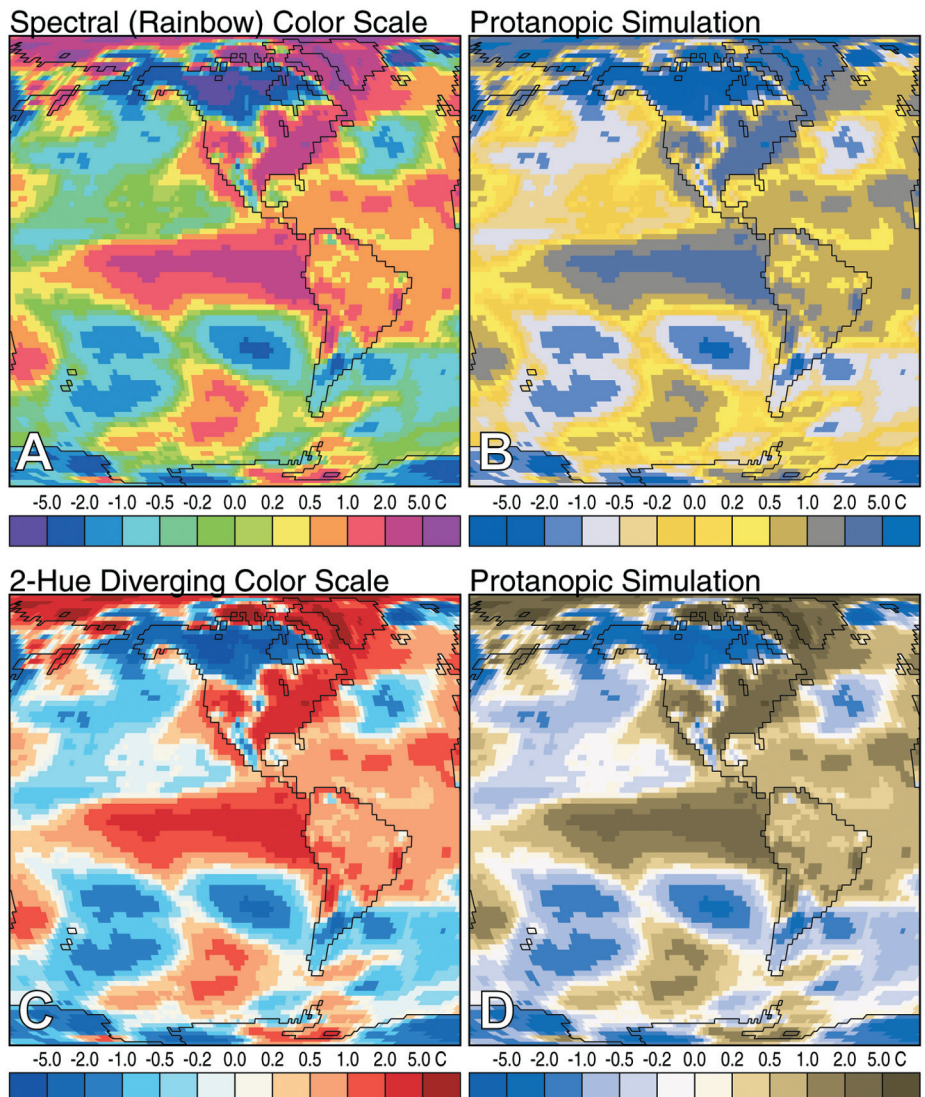 Spectral (Rainbow) Color Scale
Protanopic Simulation
A
B
-5.0 -2.0 -1.0 -0.5 -0.2 0.0 0.2 0.5 1.0 2.0 5.0 C
-5.0 -2.0 -1.0 -0.5 -0.2 0.0 0.2 0.5 1.0 2.0 5.0 C
2-Hue Diverging Color Scale
Protanopic Simulation
C
D
-5.0 -2.0 -1.0 -0.5 -0.2 0.0 0.2 0.5 1.0 2.0 5.0 C
-5.0 -2.0 -1.0 -0.5 -0.2 0.0 0.2 0.5 1.0 2.0 5.0 C